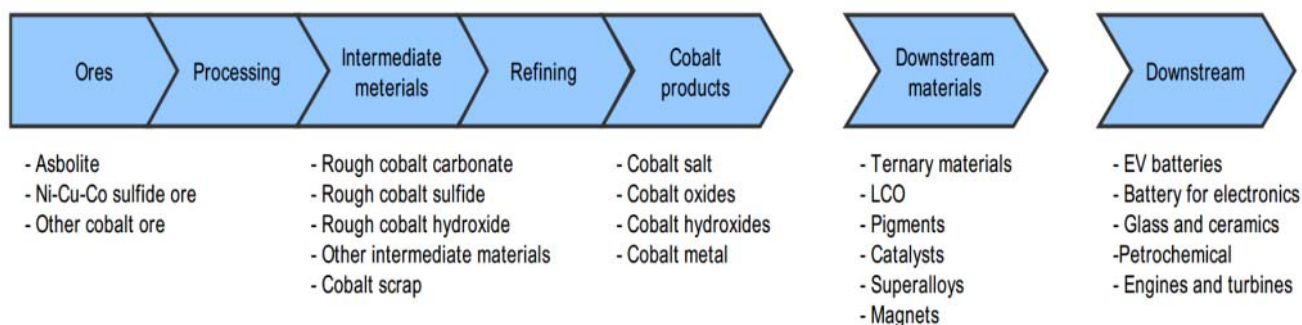 Ores
Processing
Intermediate
meterials
Refining
Cobalt
products
Downstream
materials
Downstream
- Asbolite
- Ni-Cu-Co sulfide ore
- Other cobalt ore
- Rough cobalt carbonate
- Rough cobalt sulfide
- Rough cobalt hydroxide
- Other intermediate materials
- Cobalt scrap
- Cobalt salt
- Cobalt oxides
- Cobalt hydroxides
- Cobalt metal
- Ternary materials
- LCO
- Pigments
- Catalysts
- Superalloys
- Magnets
- EV batteries
- Battery for electronics
- Glass and ceramics
-Petrochemical
- Engines and turbines